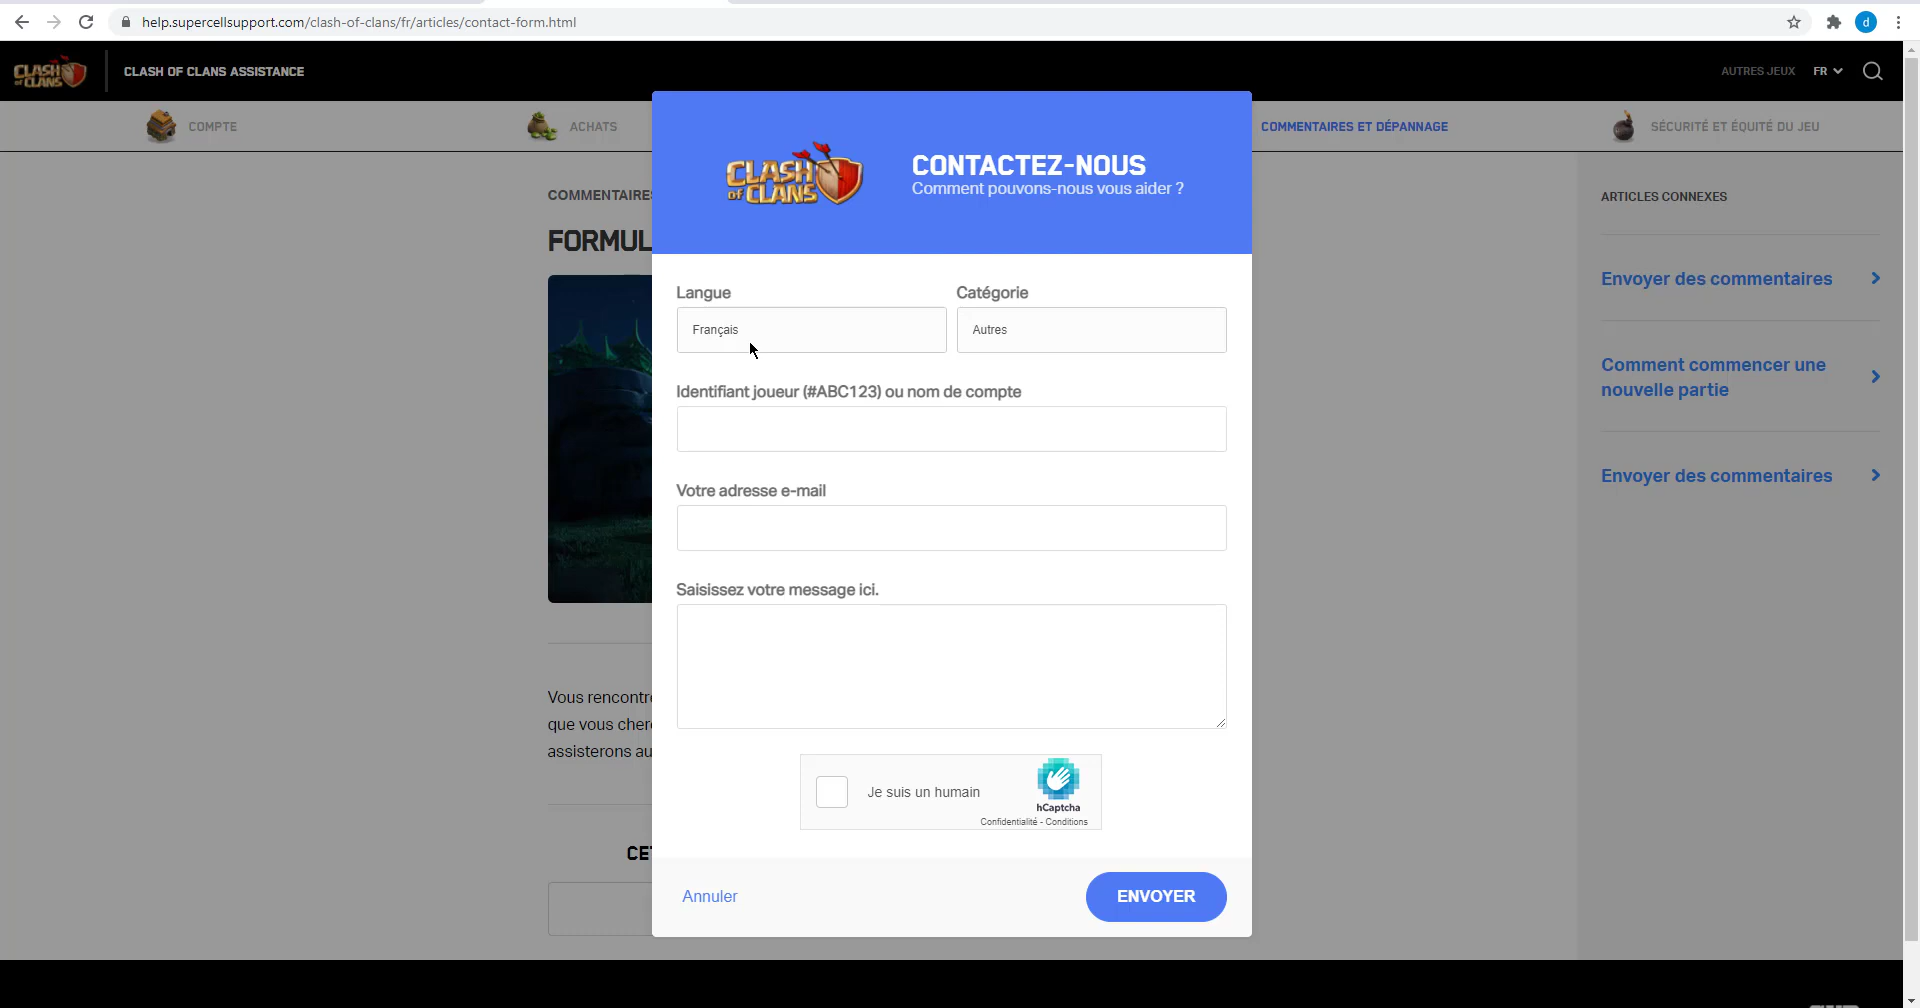 help.supercellsupport.com/clash-of-clans/fr/articles/contact-form.html
d
CLASH OF CLANS
CLASH OF CLANS ASSISTANCE
AUTRES JEUX
FR
COMPTE
ACHATS
COMMENTAIRES ET DÉPANNAGE
SÉCURITÉ ET ÉQUITÉ DU JEU
COMMENTAIRES
FORMUL
CLASH OF CLANS
CONTACTEZ-NOUS
Comment pouvons-nous vous aider ?
Langue
Catégorie
Français
Autres
Identifiant joueur (#ABC123) ou nom de compte
Votre adresse e-mail
Saisissez votre message ici.
Je suis un humain
hCaptcha
Confidentialité - Conditions
Annuler
ENVOYER
Vous rencontr
que vous cher
assisterons au
CE
ARTICLES CONNEXES
Envoyer des commentaires
Comment commencer une
nouvelle partie
Envoyer des commentaires